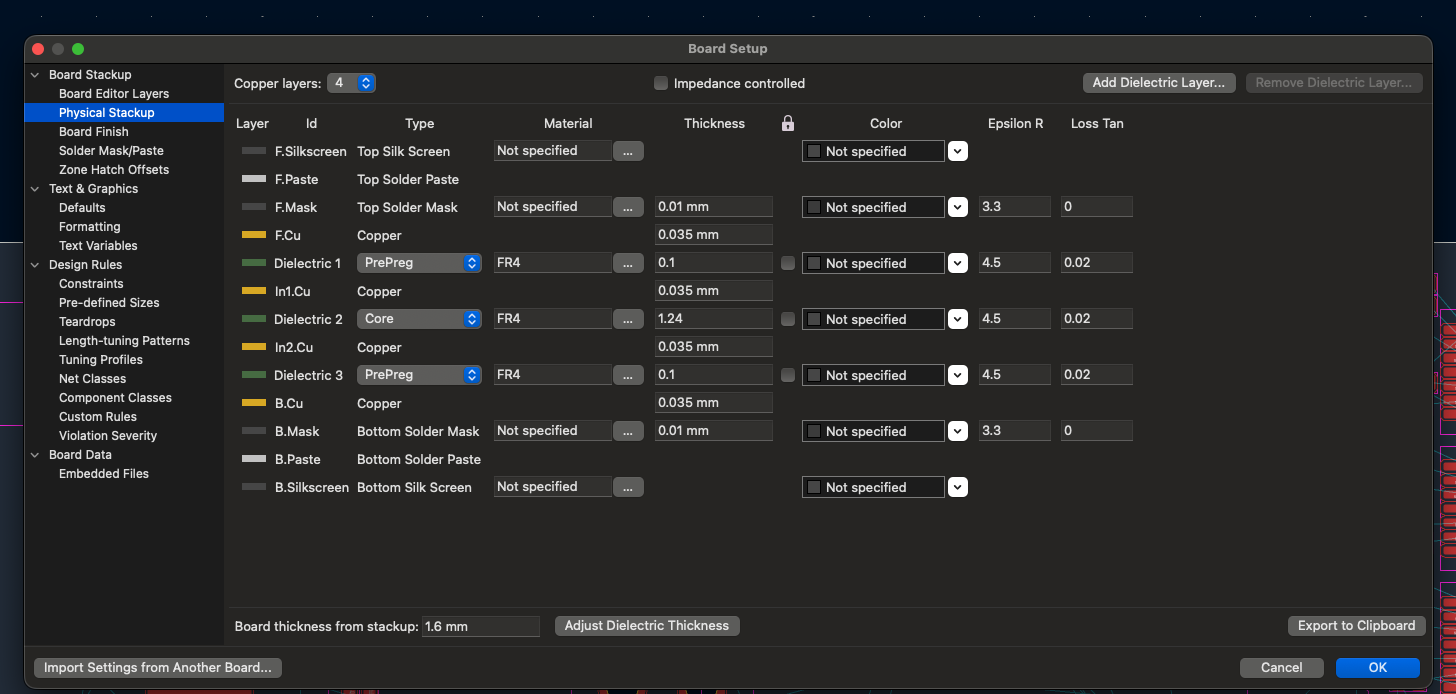 Board Setup
Board Stackup
Board Editor Layers
Physical Stackup
Board Finish
Solder Mask/Paste
Zone Hatch Offsets
Text & Graphics
Defaults
Formatting
Text Variables
Design Rules
Constraints
Pre-defined Sizes
Teardrops
Length-tuning Patterns
Tuning Profiles
Net Classes
Component Classes
Custom Rules
Violation Severity
Board Data
Embedded Files
Copper layers: 4 Impedance controlled Add Dielectric Layer... Remove Dielectric Layer...
Layer Id Type Material Thickness Color Epsilon R Loss Tan
F.Silkscreen Top Silk Screen Not specified ... Not specified
F.Paste Top Solder Paste
F.Mask Top Solder Mask Not specified ... 0.01 mm Not specified 3.3 0
F.Cu Copper 0.035 mm
Dielectric 1 PrePreg FR4 ... 0.1 Not specified 4.5 0.02
In1.Cu Copper 0.035 mm
Dielectric 2 Core FR4 ... 1.24 Not specified 4.5 0.02
In2.Cu Copper 0.035 mm
Dielectric 3 PrePreg FR4 ... 0.1 Not specified 4.5 0.02
B.Cu Copper 0.035 mm
B.Mask Bottom Solder Mask Not specified ... 0.01 mm Not specified 3.3 0
B.Paste Bottom Solder Paste
B.Silkscreen Bottom Silk Screen Not specified ... Not specified
Board thickness from stackup: 1.6 mm Adjust Dielectric Thickness Export to Clipboard
Import Settings from Another Board... Cancel OK